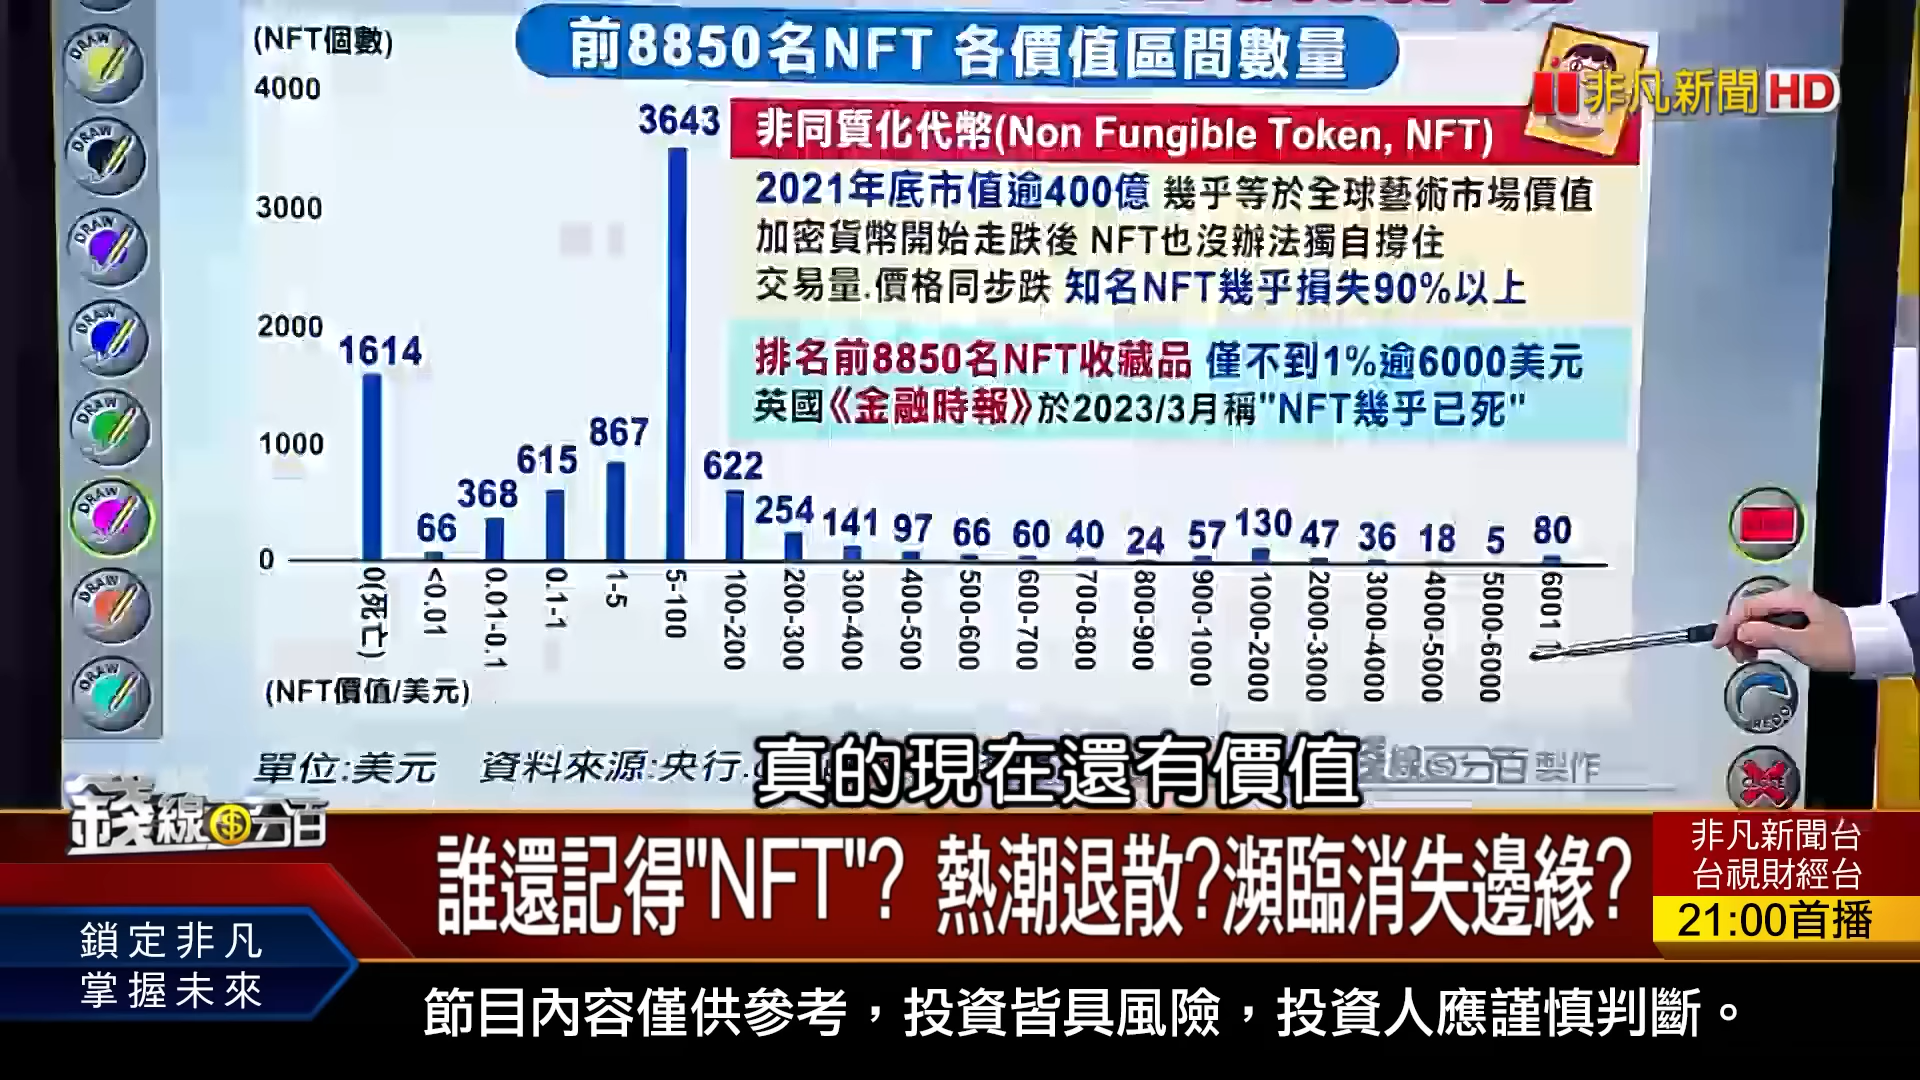 (NFT個數)
前8850名NFT 各價值區間數量
非凡新聞HD
4000
3000
2000
1000
0
1614
66
368
615
867
3643
622
254
141
97
66
60
40
24
57
130
47
36
18
5
80
0(死亡)
<0.01
0.01-0.1
0.1-1
1-5
5-100
100-200
200-300
300-400
400-500
500-600
600-700
700-800
800-900
900-1000
1000-2000
2000-3000
3000-4000
4000-5000
5000-6000
6001
(NFT價值/美元)
非同質化代幣(Non Fungible Token, NFT)
2021年底市值逾400億 幾乎等於全球藝術市場價值
加密貨幣開始走跌後 NFT也沒辦法獨自撐住
交易量.價格同步跌 知名NFT幾乎損失90%以上
排名前8850名NFT收藏品 僅不到1%逾6000美元
英國《金融時報》於2023/3月稱"NFT幾乎已死"
DRAW
DRAW
DRAW
DRAW
DRAW
DRAW
DRAW
DRAW
REDO
單位:美元 資料來源:央行.
錢線百分百 製作
真的現在還有價值
錢線百分百
誰還記得"NFT"? 熱潮退散?瀕臨消失邊緣?
非凡新聞台
台視財經台
21:00首播
鎖定非凡
掌握未來
節目內容僅供參考，投資皆具風險，投資人應謹慎判斷。